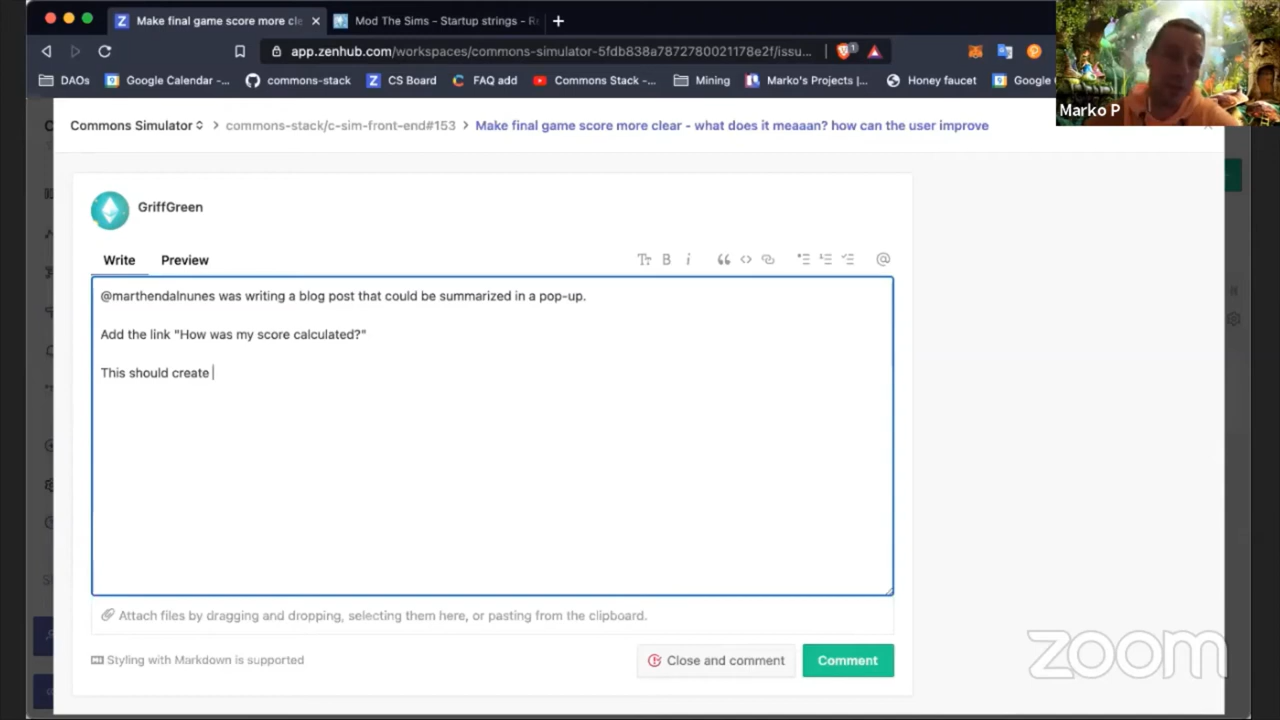 Make final game score more cle
Mod The Sims - Startup strings - R
app.zenhub.com/workspaces/commons-simulator-5fdb838a7872780021178e2f/issu...
1
DAOs
Google Calendar -...
commons-stack
CS Board
FAQ add
Commons Stack -...
Mining
Marko's Projects |...
Honey faucet
Google
Marko P
Commons Simulator
commons-stack/c-sim-front-end#153
Make final game score more clear - what does it meaaan? how can the user improve
GriffGreen
Write
Preview
@marthendalnunes was writing a blog post that could be summarized in a pop-up.
Add the link "How was my score calculated?"
This should create
Attach files by dragging and dropping, selecting them here, or pasting from the clipboard.
Styling with Markdown is supported
Close and comment
Comment
zoom